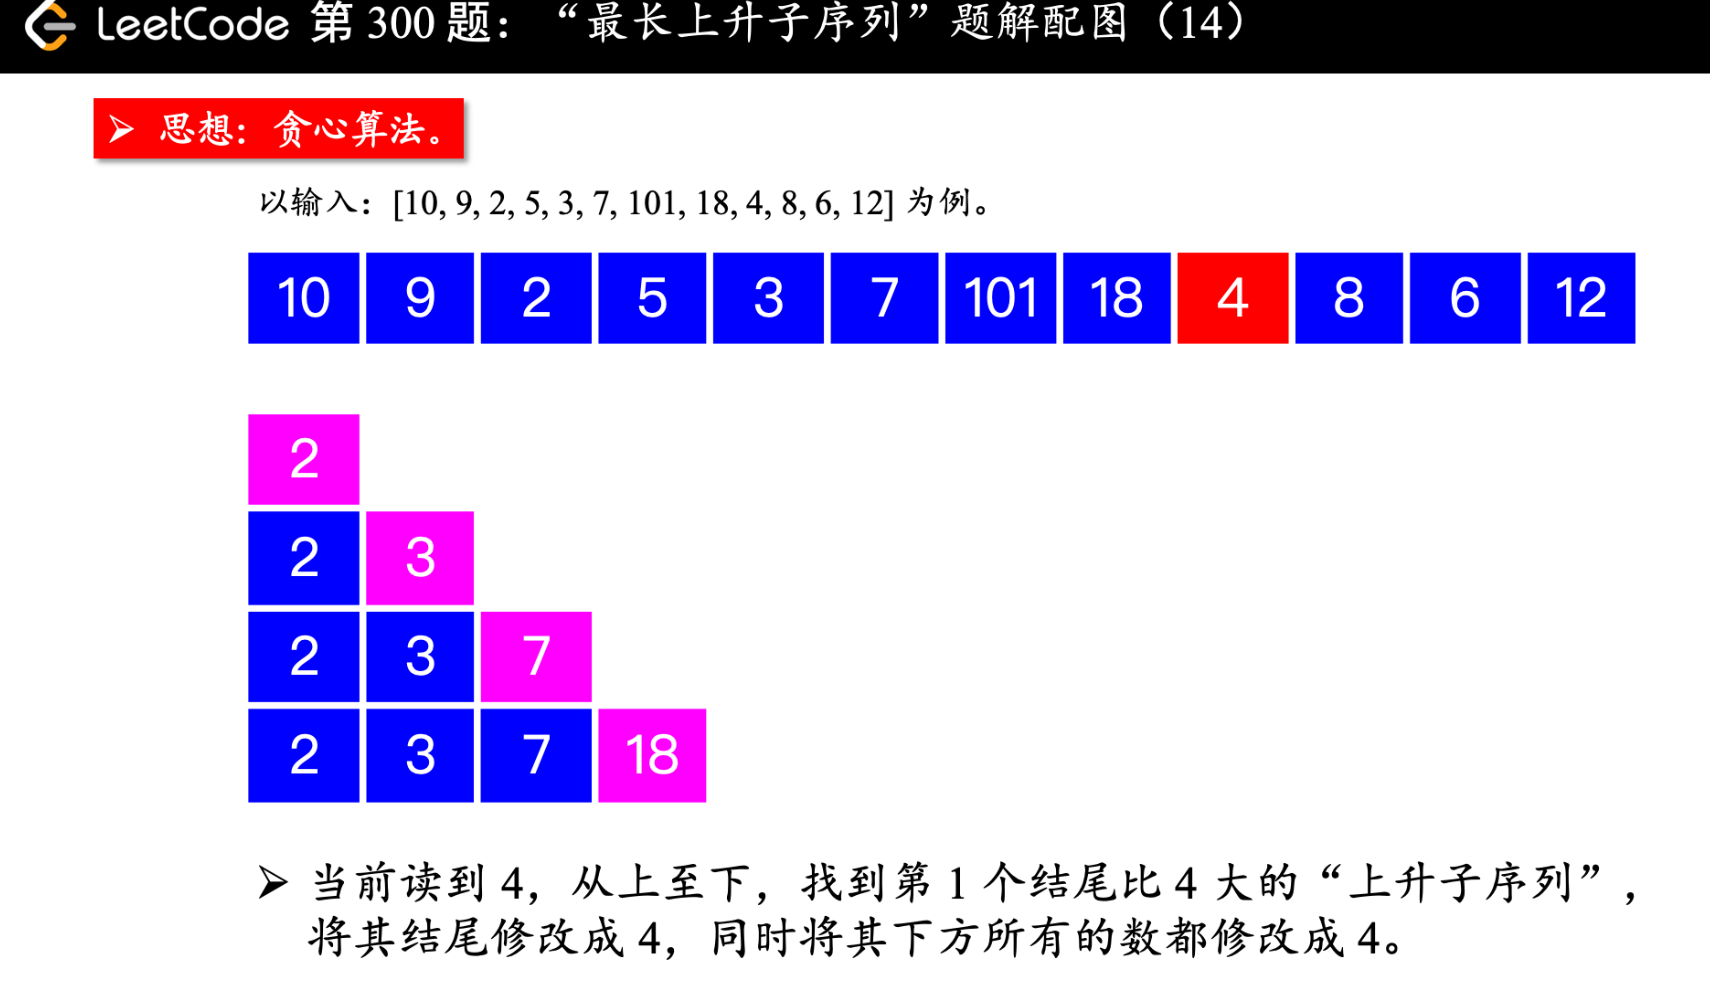 LeetCode 第 300 题：“最长上升子序列”题解配图（14）
➢ 思想：贪心算法。
以输入：[10, 9, 2, 5, 3, 7, 101, 18, 4, 8, 6, 12] 为例。
10 9 2 5 3 7 101 18 4 8 6 12
2
2 3
2 3 7
2 3 7 18
➢ 当前读到 4，从上至下，找到第 1 个结尾比 4 大的“上升子序列”，
将其结尾修改成 4，同时将其下方所有的数都修改成 4。